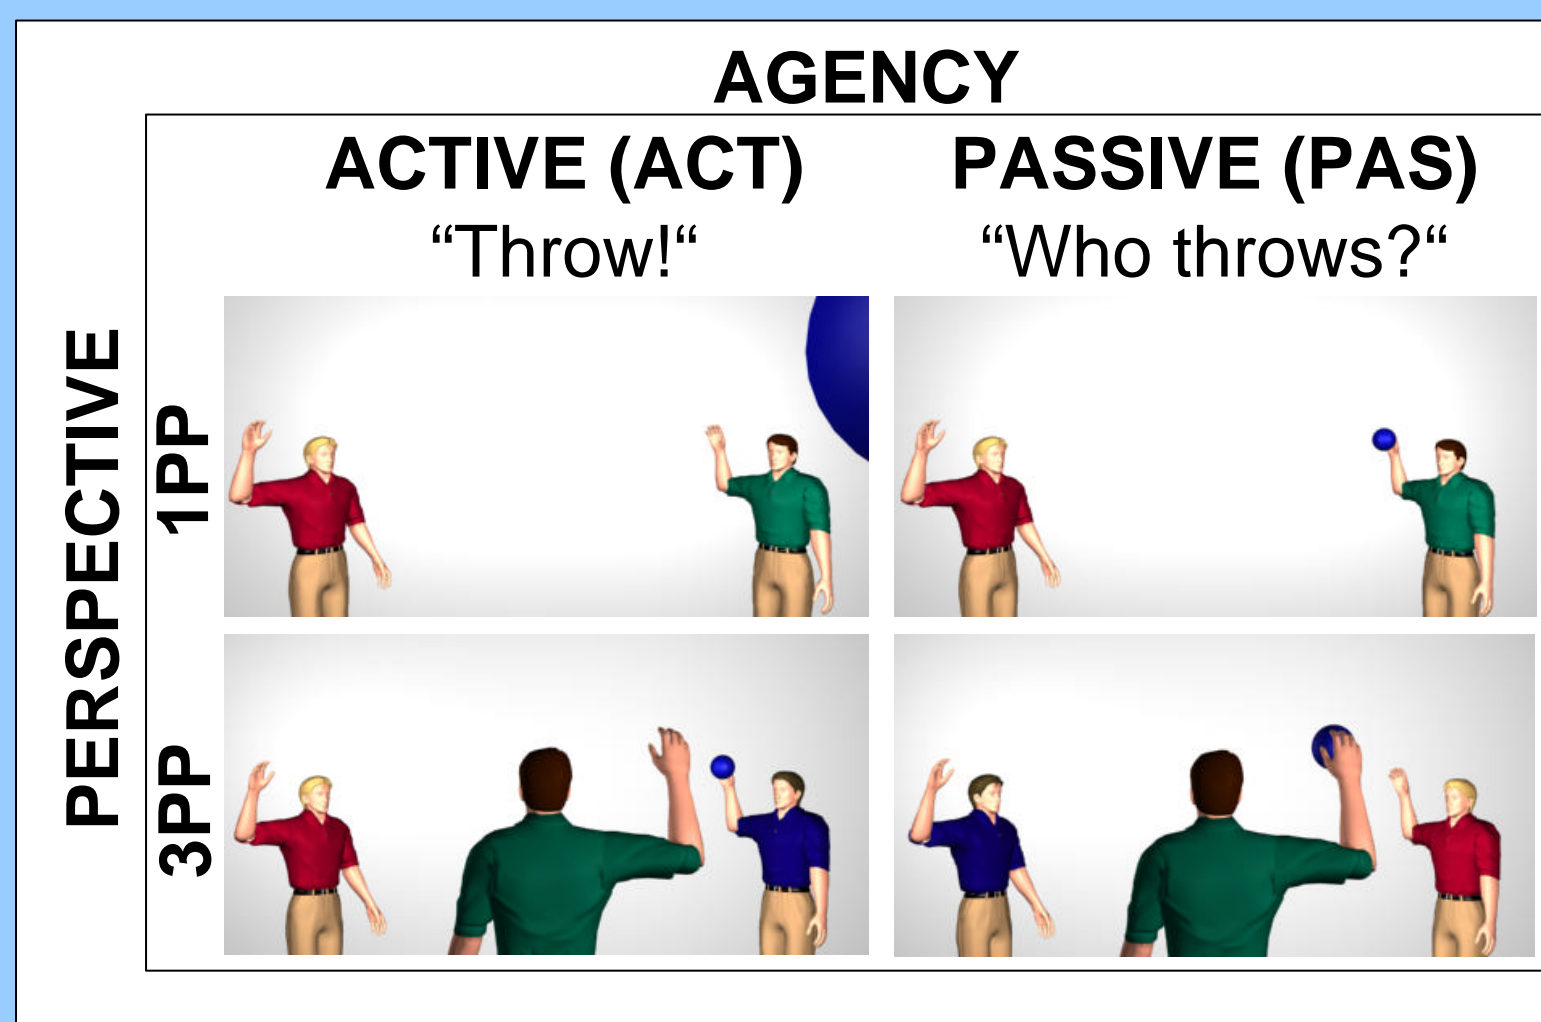 AGENCY
ACTIVE (ACT)
PASSIVE (PAS)
“Throw!“
“Who throws?“
PERSPECTIVE
1PP
3PP